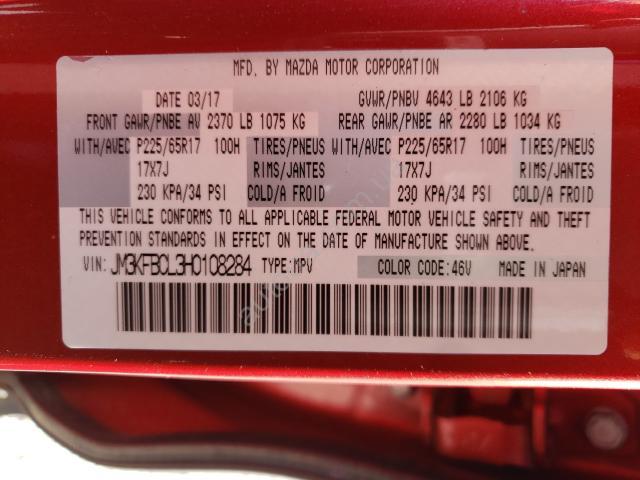 MFD. BY MAZDA MOTOR CORPORATION
DATE 03/17 GVWR/PNBV 4643 LB 2106 KG
FRONT GAWR/PNBE AV 2370 LB 1075 KG REAR GAWR/PNBE AR 2280 LB 1034 KG
WITH/AVEC P225/65R17 100H TIRES/PNEUS WITH/AVEC P225/65R17 100H TIRES/PNEUS
17X7J RIMS/JANTES 17X7J RIMS/JANTES
230 KPA/34 PSI COLD/A FROID 230 KPA/34 PSI COLD/A FROID
THIS VEHICLE CONFORMS TO ALL APPLICABLE FEDERAL MOTOR VEHICLE SAFETY AND THEFT
PREVENTION STANDARDS IN EFFECT ON THE DATE OF MANUFACTURE SHOWN ABOVE.
VIN: JM3KFBCL3H0108284 TYPE:MPV COLOR CODE:46V MADE IN JAPAN